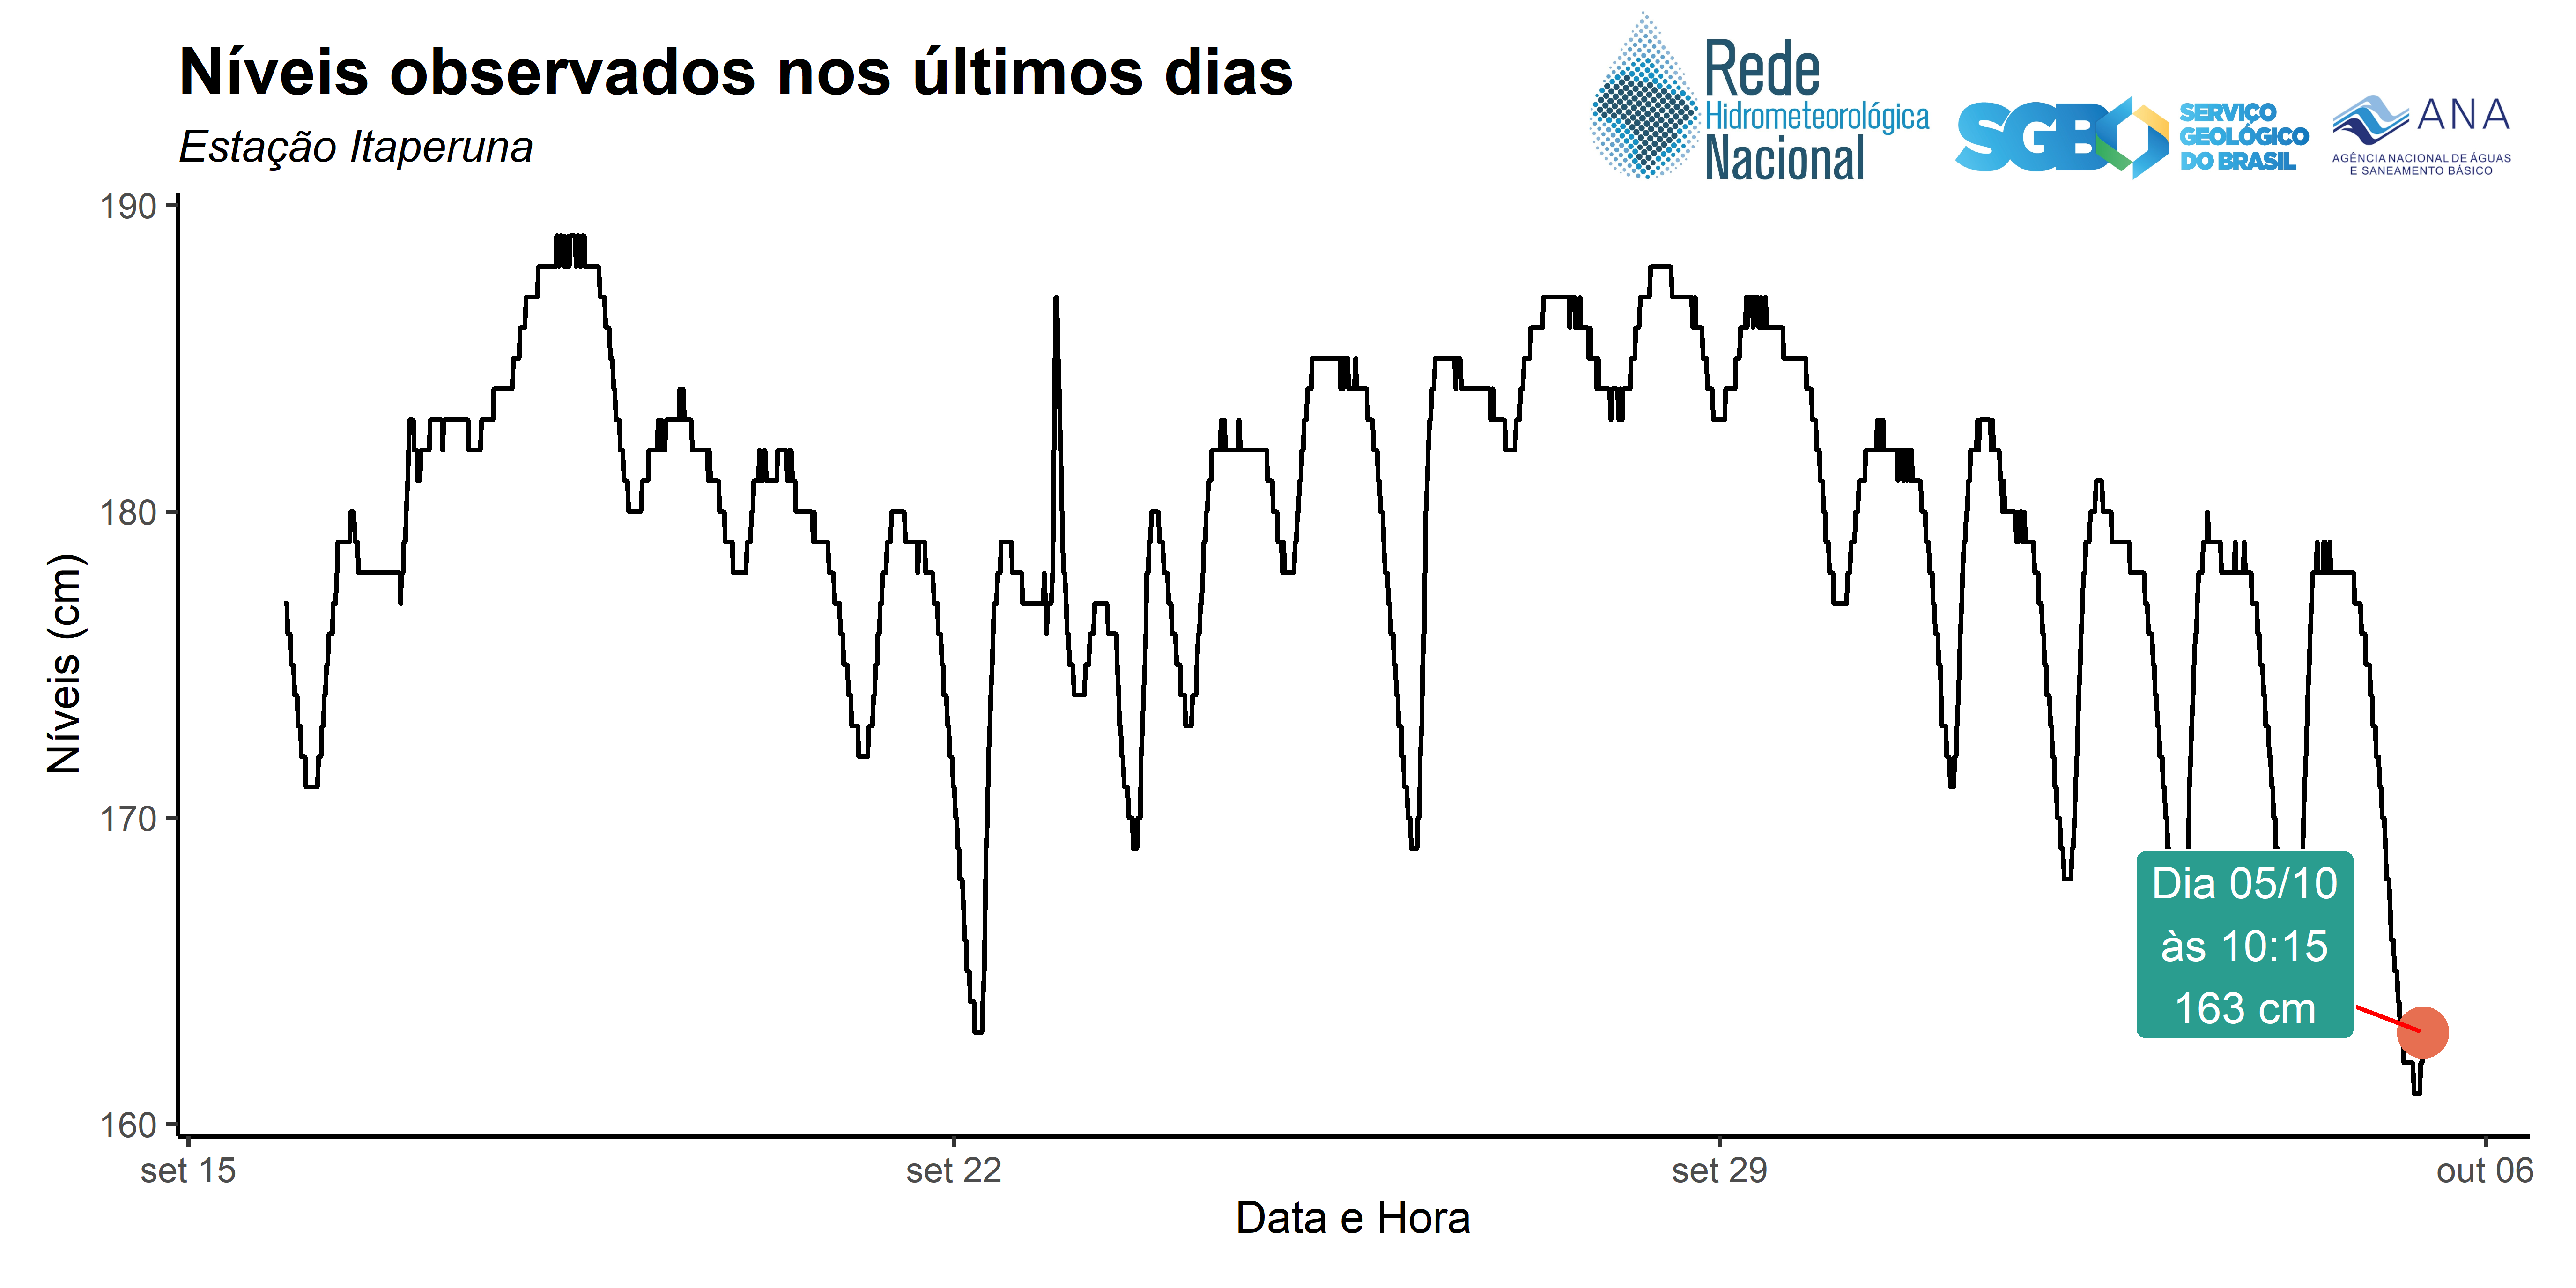 Níveis observados nos últimos dias
Estação Itaperuna
Rede
Hidrometeorológica
Nacional
SGB
SERVIÇO
GEOLÓGICO
DO BRASIL
ANA
AGÊNCIA NACIONAL DE ÁGUAS
E SANEAMENTO BÁSICO
Níveis (cm)
190
180
170
160
Dia 05/10
às 10:15
163 cm
set 15
set 22
set 29
out 06
Data e Hora